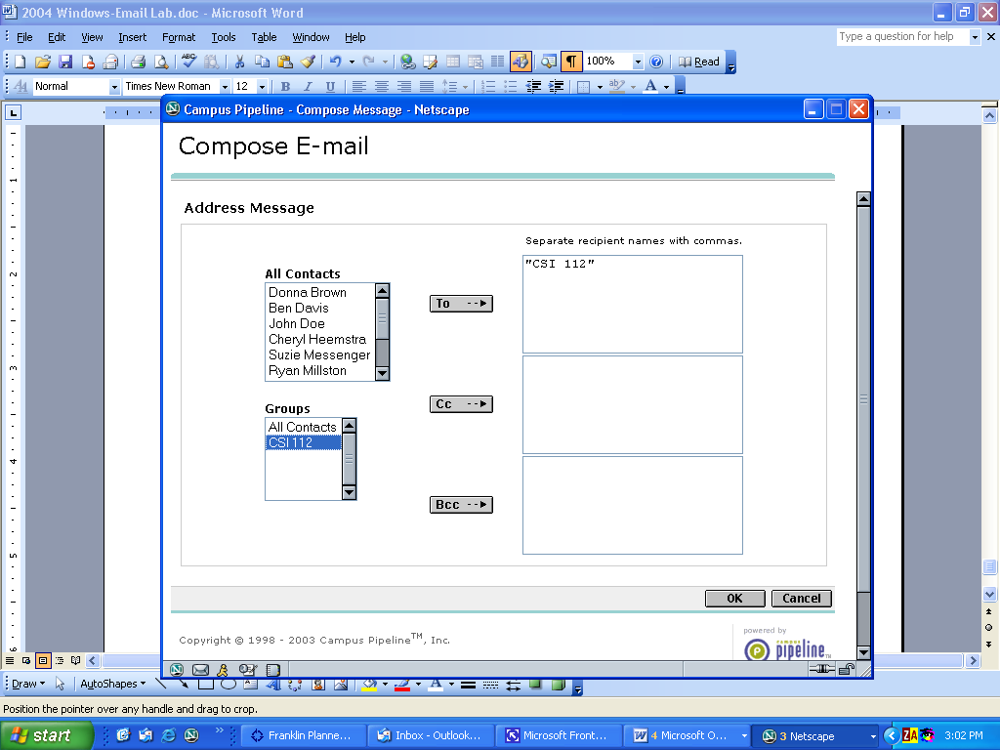 2004 Windows-Email Lab.doc - Microsoft Word
File Edit View Insert Format Tools Table Window Help
Type a question for help
100%
Read
Normal
Times New Roman
12
B I U
Campus Pipeline - Compose Message - Netscape
Compose E-mail
Address Message
Separate recipient names with commas.
"CSI 112"
All Contacts
Donna Brown
Ben Davis
John Doe
Cheryl Heemstra
Suzie Messenger
Ryan Millston
To -->
Cc -->
Groups
All Contacts
CSI 112
Bcc -->
OK
Cancel
Copyright © 1998 - 2003 Campus Pipeline™, Inc.
powered by
campus
pipeline™
Draw
AutoShapes
Position the pointer over any handle and drag to crop.
start
Franklin Planne...
Inbox - Outlook...
Microsoft Front...
4 Microsoft O...
3 Netscape
ZA
3:02 PM